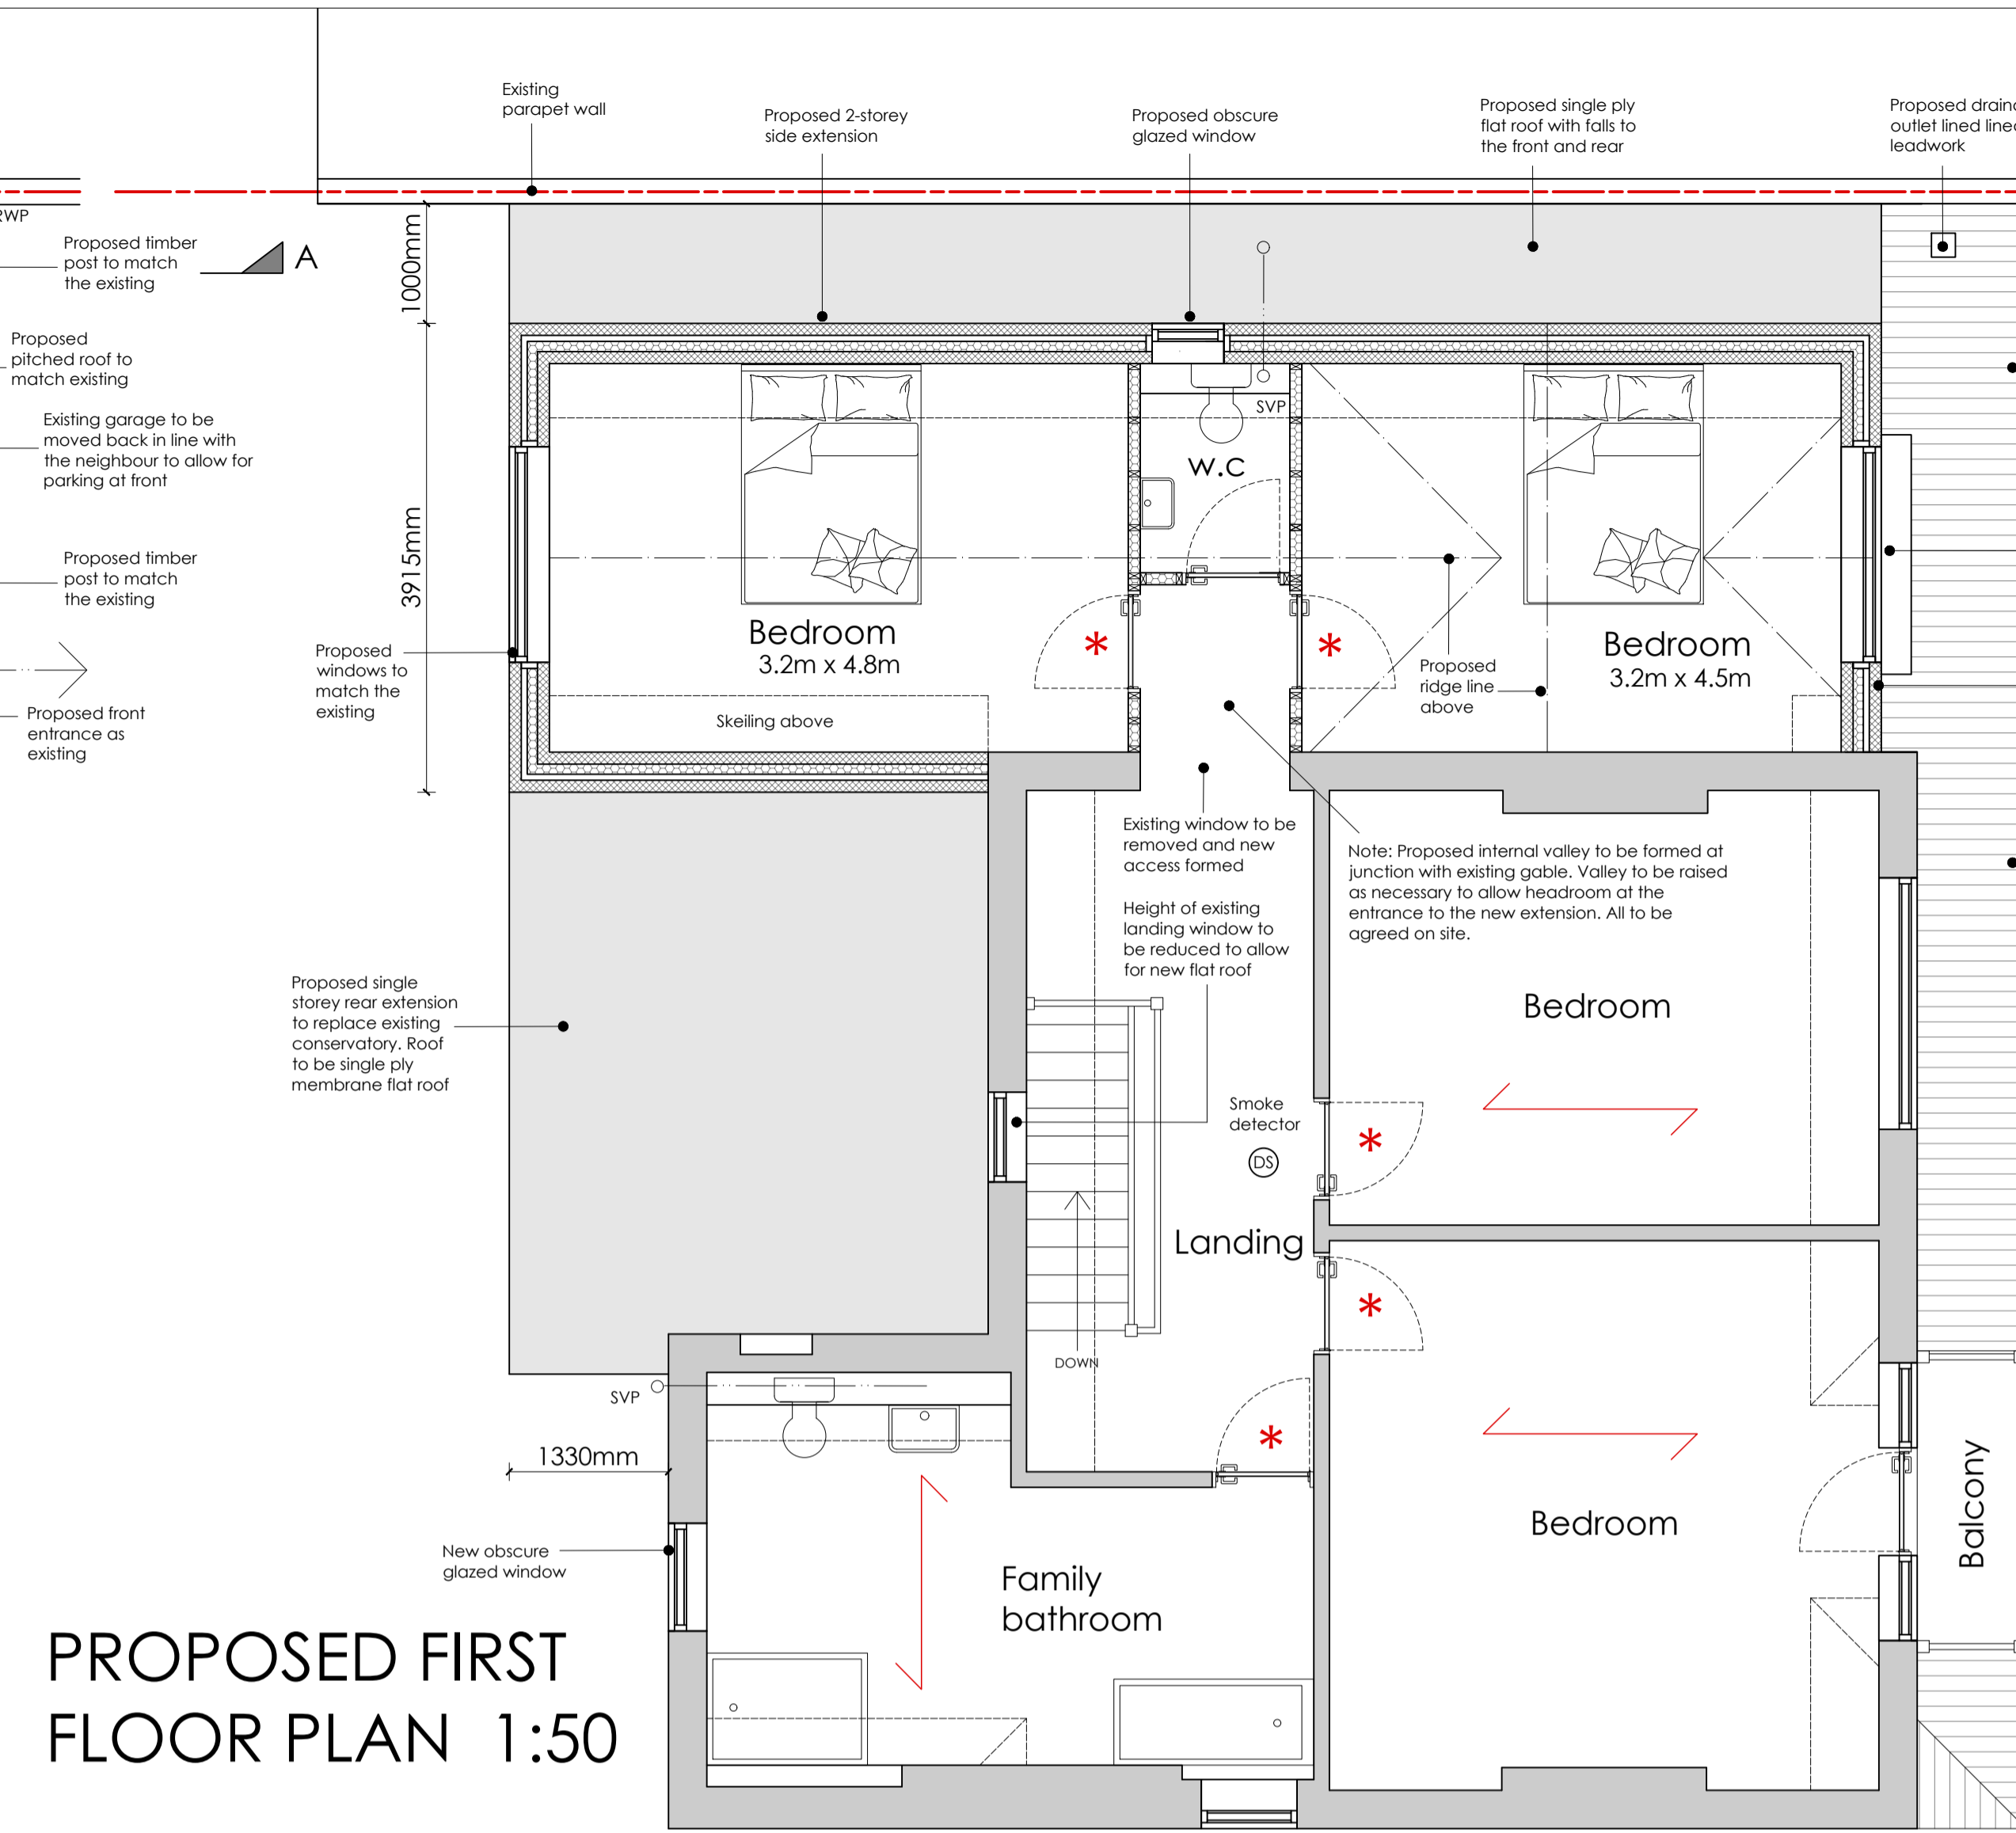 Existing
parapet wall
Proposed 2-storey
side extension
Proposed obscure
glazed window
Proposed single ply
flat roof with falls to
the front and rear
Proposed
outlet lined
leadwork
RWP
Proposed timber
post to match
the existing
A
1000mm
Proposed
pitched roof to
match existing
Existing garage to be
moved back in line with
the neighbour to allow for
parking at front
3915mm
Proposed timber
post to match
the existing
Proposed
windows to
match the
existing
Proposed front
entrance as
existing
SVP
W.C
Bedroom
3.2m x 4.8m
*
*
Bedroom
3.2m x 4.5m
Proposed
ridge line
above
Skeiling above
Existing window to be
removed and new
access formed
Height of existing
landing window to
be reduced to allow
for new flat roof
Note: Proposed internal valley to be formed at
junction with existing gable. Valley to be raised
as necessary to allow headroom at the
entrance to the new extension. All to be
agreed on site.
Proposed single
storey rear extension
to replace existing
conservatory. Roof
to be single ply
membrane flat roof
Bedroom
Smoke
detector
DS
*
Landing
*
DOWN
SVP
*
1330mm
Bedroom
Balcony
New obscure
glazed window
Family
bathroom
PROPOSED FIRST
FLOOR PLAN 1:50